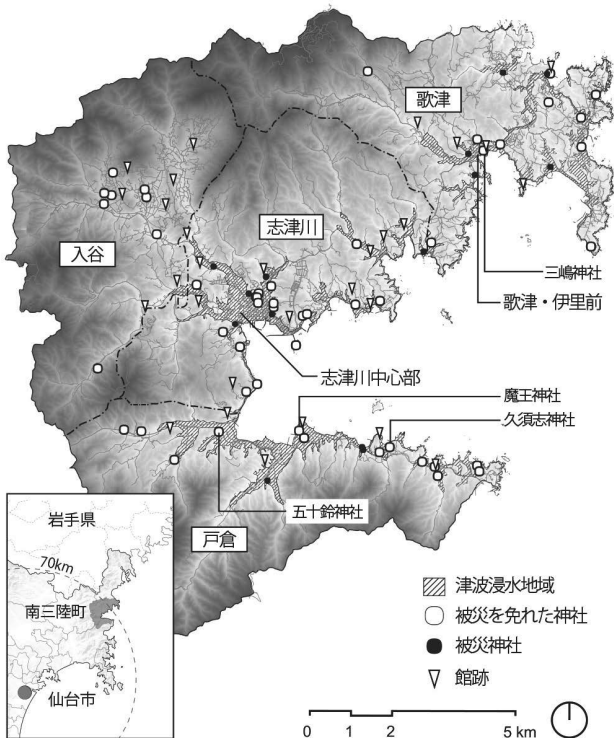 歌津
志津川
入谷
三嶋神社
歌津・伊里前
志津川中心部
魔王神社
久須志神社
五十鈴神社
戸倉
岩手県
70km
南三陸町
仙台市
津波浸水地域
被災を免れた神社
被災神社
館跡
0 1 2 5 km